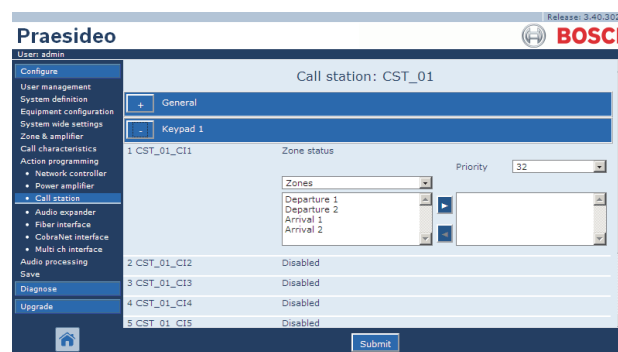 Release: 3.40.302
Praesideo
BOSCH
User: admin
Configure
User management
System definition
Equipment configuration
System wide settings
Zone & amplifier
Call characteristics
Action programming
• Network controller
• Power amplifier
• Call station
• Audio expander
• Fiber interface
• CobraNet interface
• Multi ch interface
Audio processing
Save
Diagnose
Upgrade
Call station: CST_01
+ General
- Keypad 1
1 CST_01_CI1 Zone status
Priority 32
Zones
Departure 1
Departure 2
Arrival 1
Arrival 2
2 CST_01_CI2 Disabled
3 CST_01_CI3 Disabled
4 CST_01_CI4 Disabled
5 CST_01_CI5 Disabled
Submit